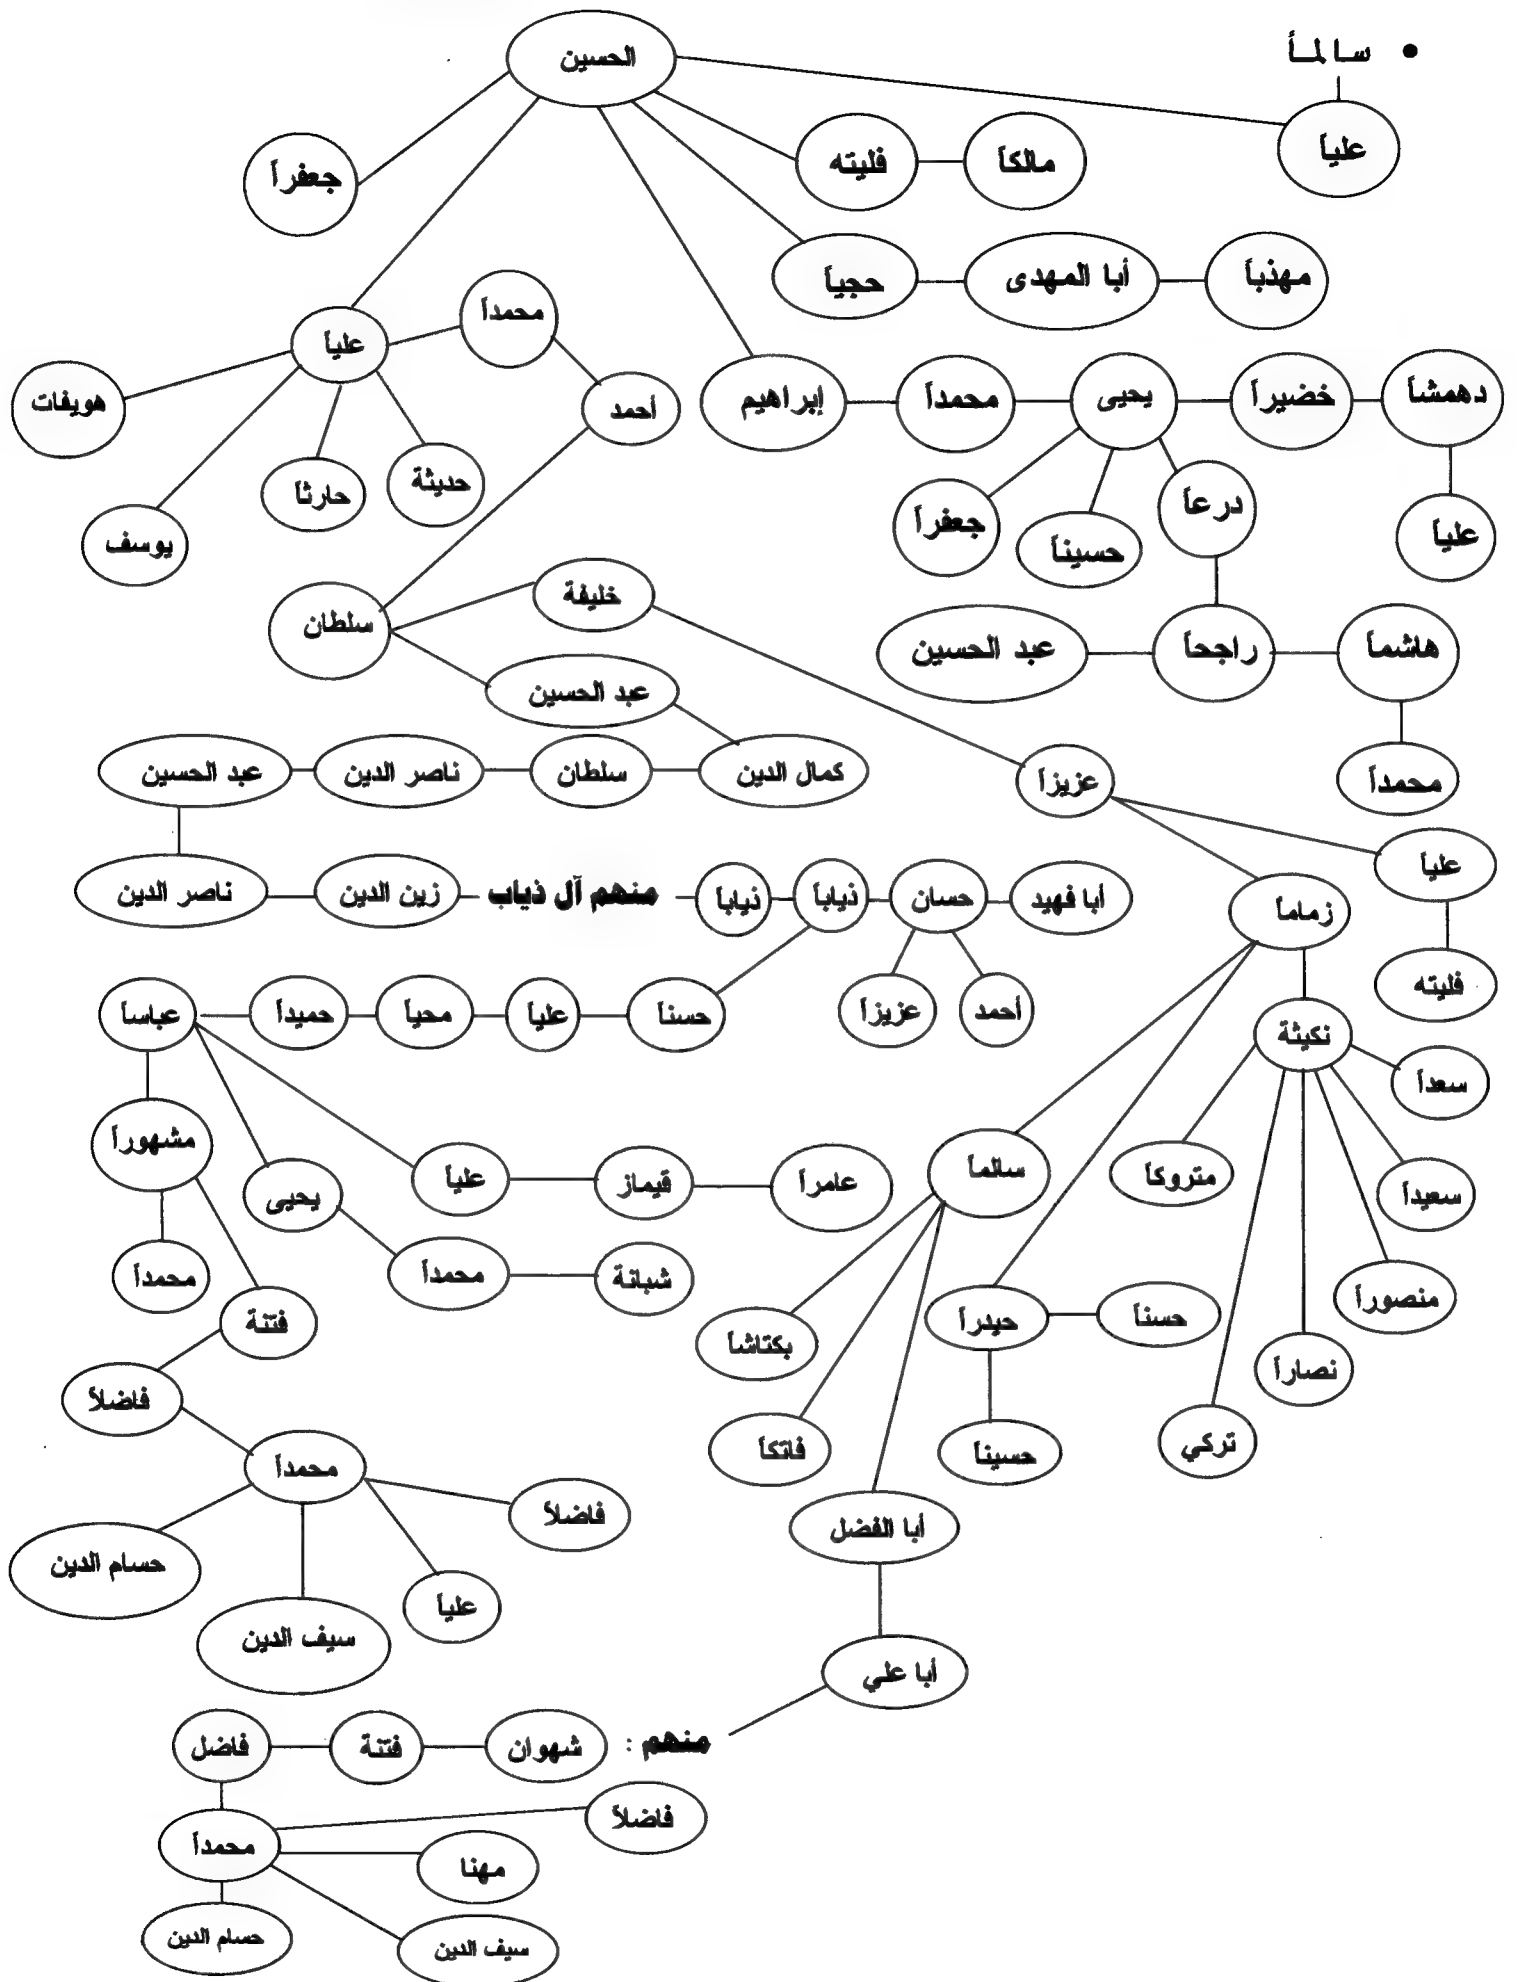 • سالماً
الحسين
علياً
مالكاً
فليته
جعفراً
مهذباً
أبا المهدى
حجياً
محمداً
علياً
دهمشاً
خضيراً
يحيى
محمداً
إبراهيم
أحمد
هويفات
حديثة
حارثاً
يوسف
درعاً
حسيناً
جعفراً
علياً
خليفة
سلطان
هاشماً
راجحاً
عبد الحسين
عبد الحسين
محمداً
عزيزاً
كمال الدين
سلطان
ناصر الدين
عبد الحسين
علياً
زماماً
أبا فهيد
حسان
ذياباً
ذياباً
منهم آل ذياب
زين الدين
ناصر الدين
فليته
أحمد
عزيزاً
حسناً
علياً
محياً
حميداً
عباساً
نكيثة
سعداً
سعيداً
متروكاً
سالماً
مشهوراً
عامراً
قيماز
علياً
يحيى
شبانة
محمداً
محمداً
منصوراً
حسناً
حيدراً
فتنة
بكتاشاً
نصاراً
فاضلاً
تركي
حسيناً
فاتكاً
محمداً
فاضلاً
أبا الفضل
حسام الدين
علياً
سيف الدين
أبا علي
منهم :
شهوان
فتنة
فاضل
فاضلاً
محمداً
مهنا
حسام الدين
سيف الدين